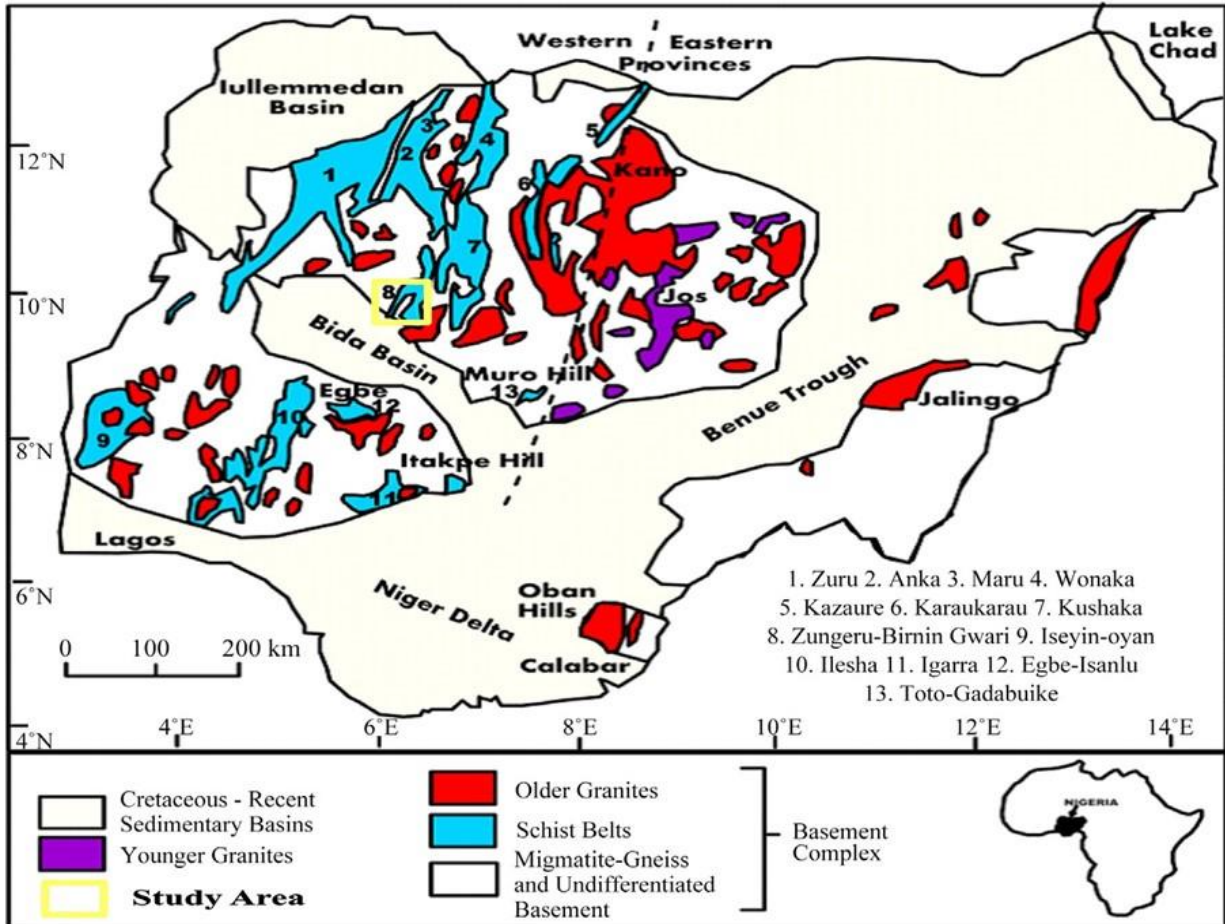 Western Eastern
Provinces
Lake
Chad
Iullemmedan
Basin
12°N
10°N
8°N
6°N
4°N
1
2
3
4
5
6
7
8
Kano
Jos
Bida Basin
Muro Hill
13
Benue Trough
Jalingo
Egbe
12
10
9
Itakpe Hill
11
Lagos
Niger Delta
Oban
Hills
Calabar
0 100 200 km
1. Zuru 2. Anka 3. Maru 4. Wonaka
5. Kazaure 6. Karaukarau 7. Kushaka
8. Zungeru-Birnin Gwari 9. Iseyin-oyan
10. Ilesha 11. Igarra 12. Egbe-Isanlu
13. Toto-Gadabuike
4°E 6°E 8°E 10°E 12°E 14°E
Cretaceous - Recent
Sedimentary Basins
Younger Granites
Study Area
Older Granites
Schist Belts
Migmatite-Gneiss
and Undifferentiated
Basement
Basement
Complex
NIGERIA